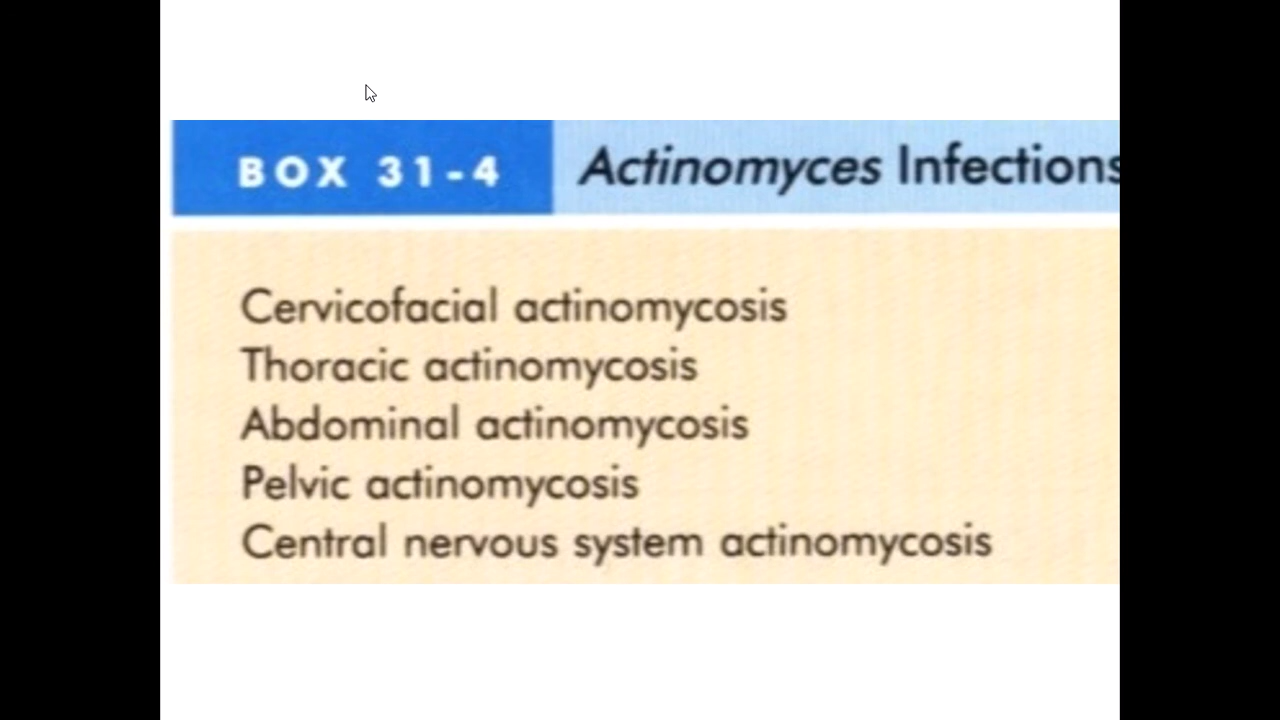 BOX 31-4 Actinomyces Infections
Cervicofacial actinomycosis
Thoracic actinomycosis
Abdominal actinomycosis
Pelvic actinomycosis
Central nervous system actinomycosis